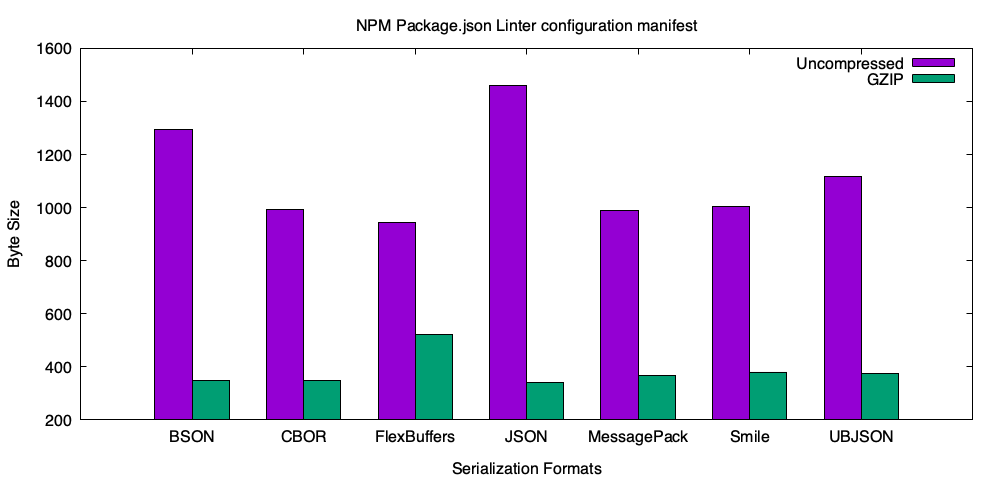 NPM Package.json Linter configuration manifest
Uncompressed
GZIP
1600
1400
1200
1000
800
600
400
200
Byte Size
BSON CBOR FlexBuffers JSON MessagePack Smile UBJSON
Serialization Formats